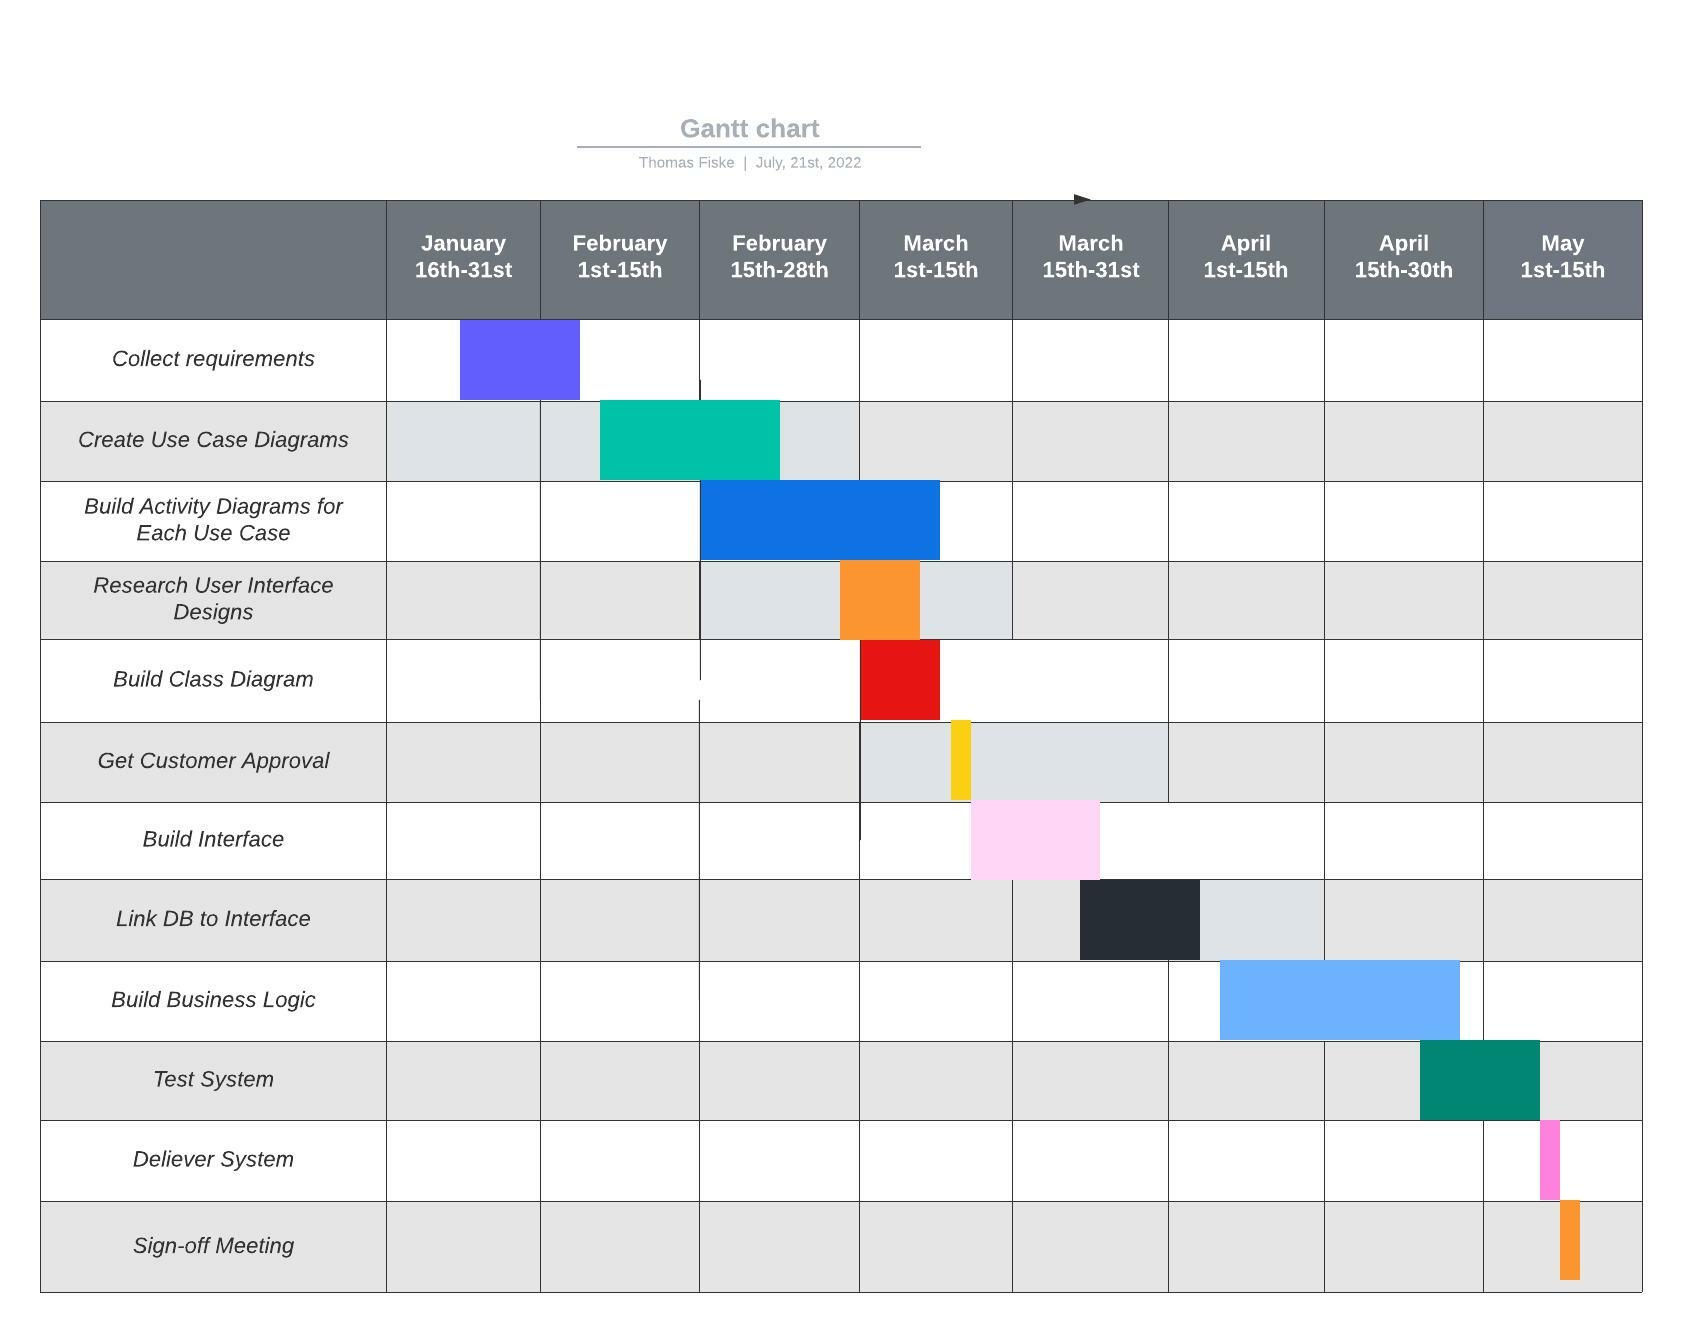 Gantt chart
Thomas Fiske | July, 21st, 2022
January
16th-31st
February
1st-15th
February
15th-28th
March
1st-15th
March
15th-31st
April
1st-15th
April
15th-30th
May
1st-15th
Collect requirements
Create Use Case Diagrams
Build Activity Diagrams for
Each Use Case
Research User Interface
Designs
Build Class Diagram
Get Customer Approval
Build Interface
Link DB to Interface
Build Business Logic
Test System
Deliever System
Sign-off Meeting